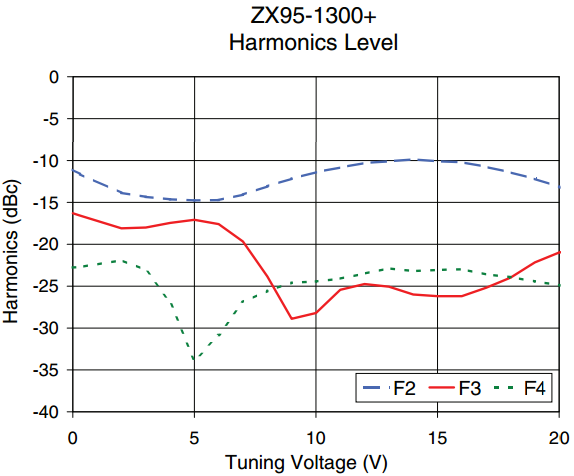 ZX95-1300+
Harmonics Level
Harmonics (dBc)
0
-5
-10
-15
-20
-25
-30
-35
-40
F2 F3 F4
0 5 10 15 20
Tuning Voltage (V)